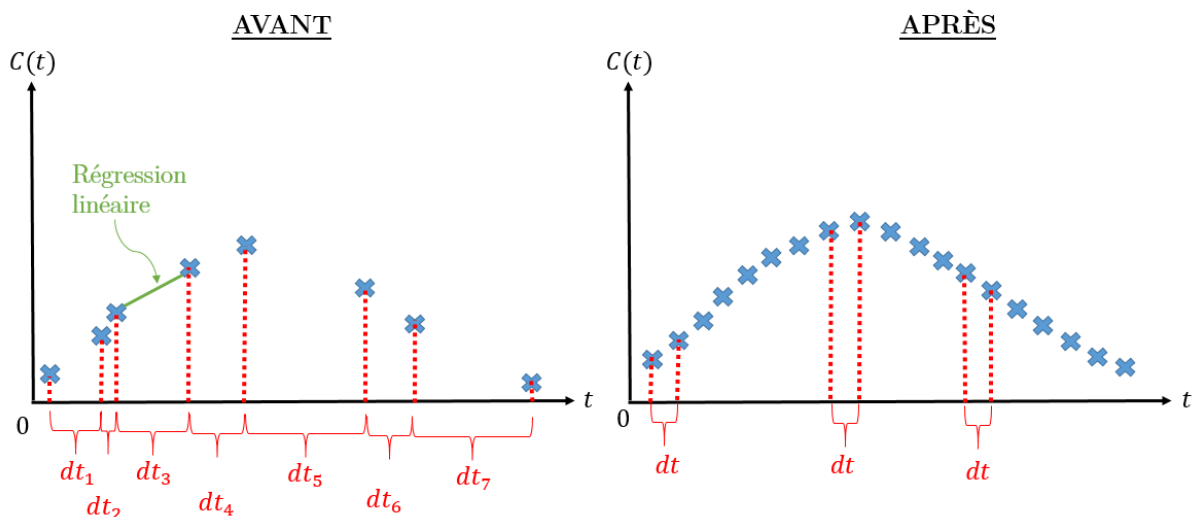 AVANT
C(t)
Régression
linéaire
t
0
dt₁
dt₂
dt₃
dt₄
dt₅
dt₆
dt₇
APRÈS
C(t)
t
0
dt
dt
dt